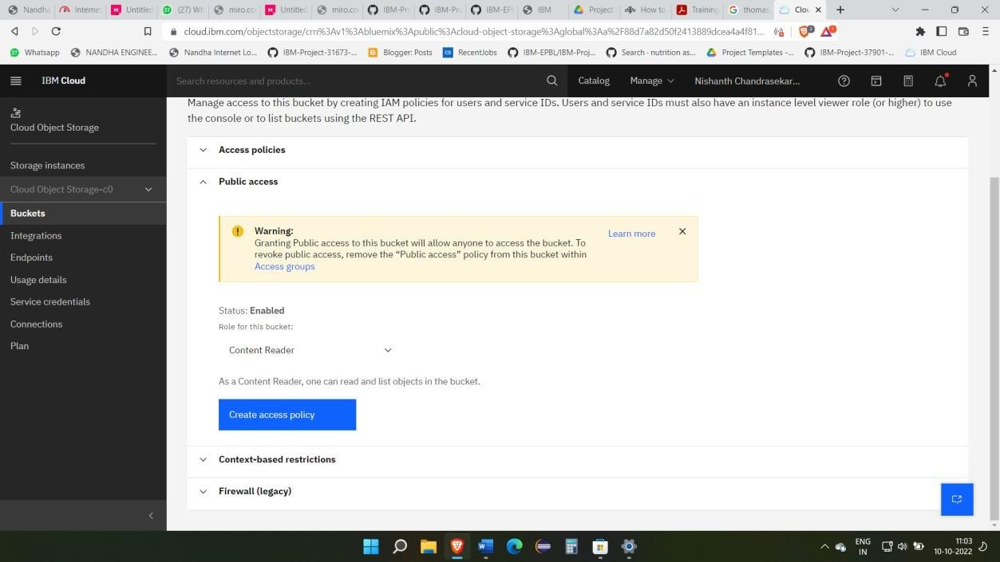 Nandha
Internet
Untitled
(27) Wh
miro.co
Untitled
miro.co
IBM-Pro
IBM-Pro
IBM-EP
IBM
Project
How to
Training
thomas
Clou
cloud.ibm.com/objectstorage/crn%3Av1%3Abluemix%3Apublic%3Acloud-object-storage%3Aglobal%3Aa%2F88d7a82d50f2413889dcea4a4f81...
Whatsapp
NANDHA ENGINEE...
Nandha Internet Lo...
IBM-Project-31673-...
Blogger: Posts
RecentJobs
IBM-EPBL/IBM-Proj...
Search - nutrition as...
Project Templates -...
IBM-Project-37901-...
IBM Cloud
IBM Cloud
Search resources and products...
Catalog
Manage
Nishanth Chandrasekar...
Cloud Object Storage
Storage instances
Cloud Object Storage-c0
Buckets
Integrations
Endpoints
Usage details
Service credentials
Connections
Plan
Manage access to this bucket by creating IAM policies for users and service IDs. Users and service IDs must also have an instance level viewer role (or higher) to use
the console or to list buckets using the REST API.
Access policies
Public access
Warning:
Granting Public access to this bucket will allow anyone to access the bucket. To
revoke public access, remove the “Public access” policy from this bucket within
Access groups
Learn more
Status: Enabled
Role for this bucket:
Content Reader
As a Content Reader, one can read and list objects in the bucket.
Create access policy
Context-based restrictions
Firewall (legacy)
ENG
IN
11:03
10-10-2022